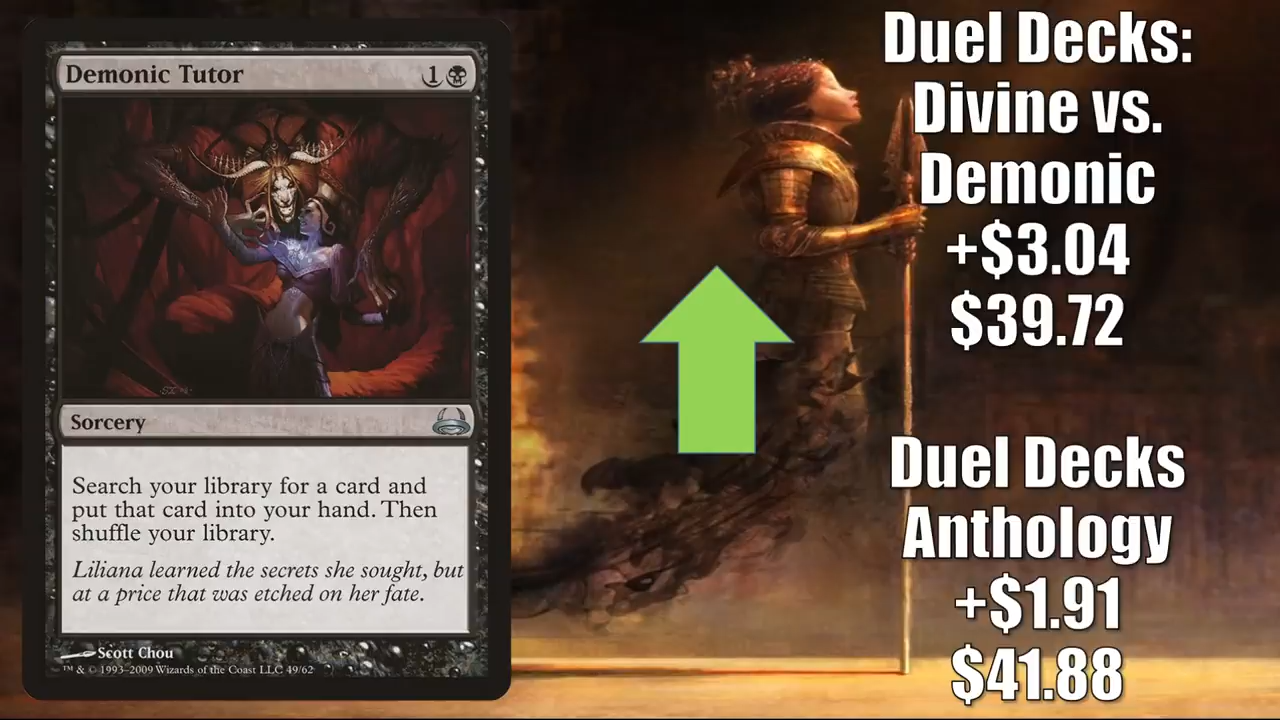 Demonic Tutor 1
Sorcery
Search your library for a card and
put that card into your hand. Then
shuffle your library.
Liliana learned the secrets she sought, but
at a price that was etched on her fate.
Scott Chou
™ & © 1993–2009 Wizards of the Coast LLC 49/62
Duel Decks:
Divine vs.
Demonic
+$3.04
$39.72
Duel Decks
Anthology
+$1.91
$41.88